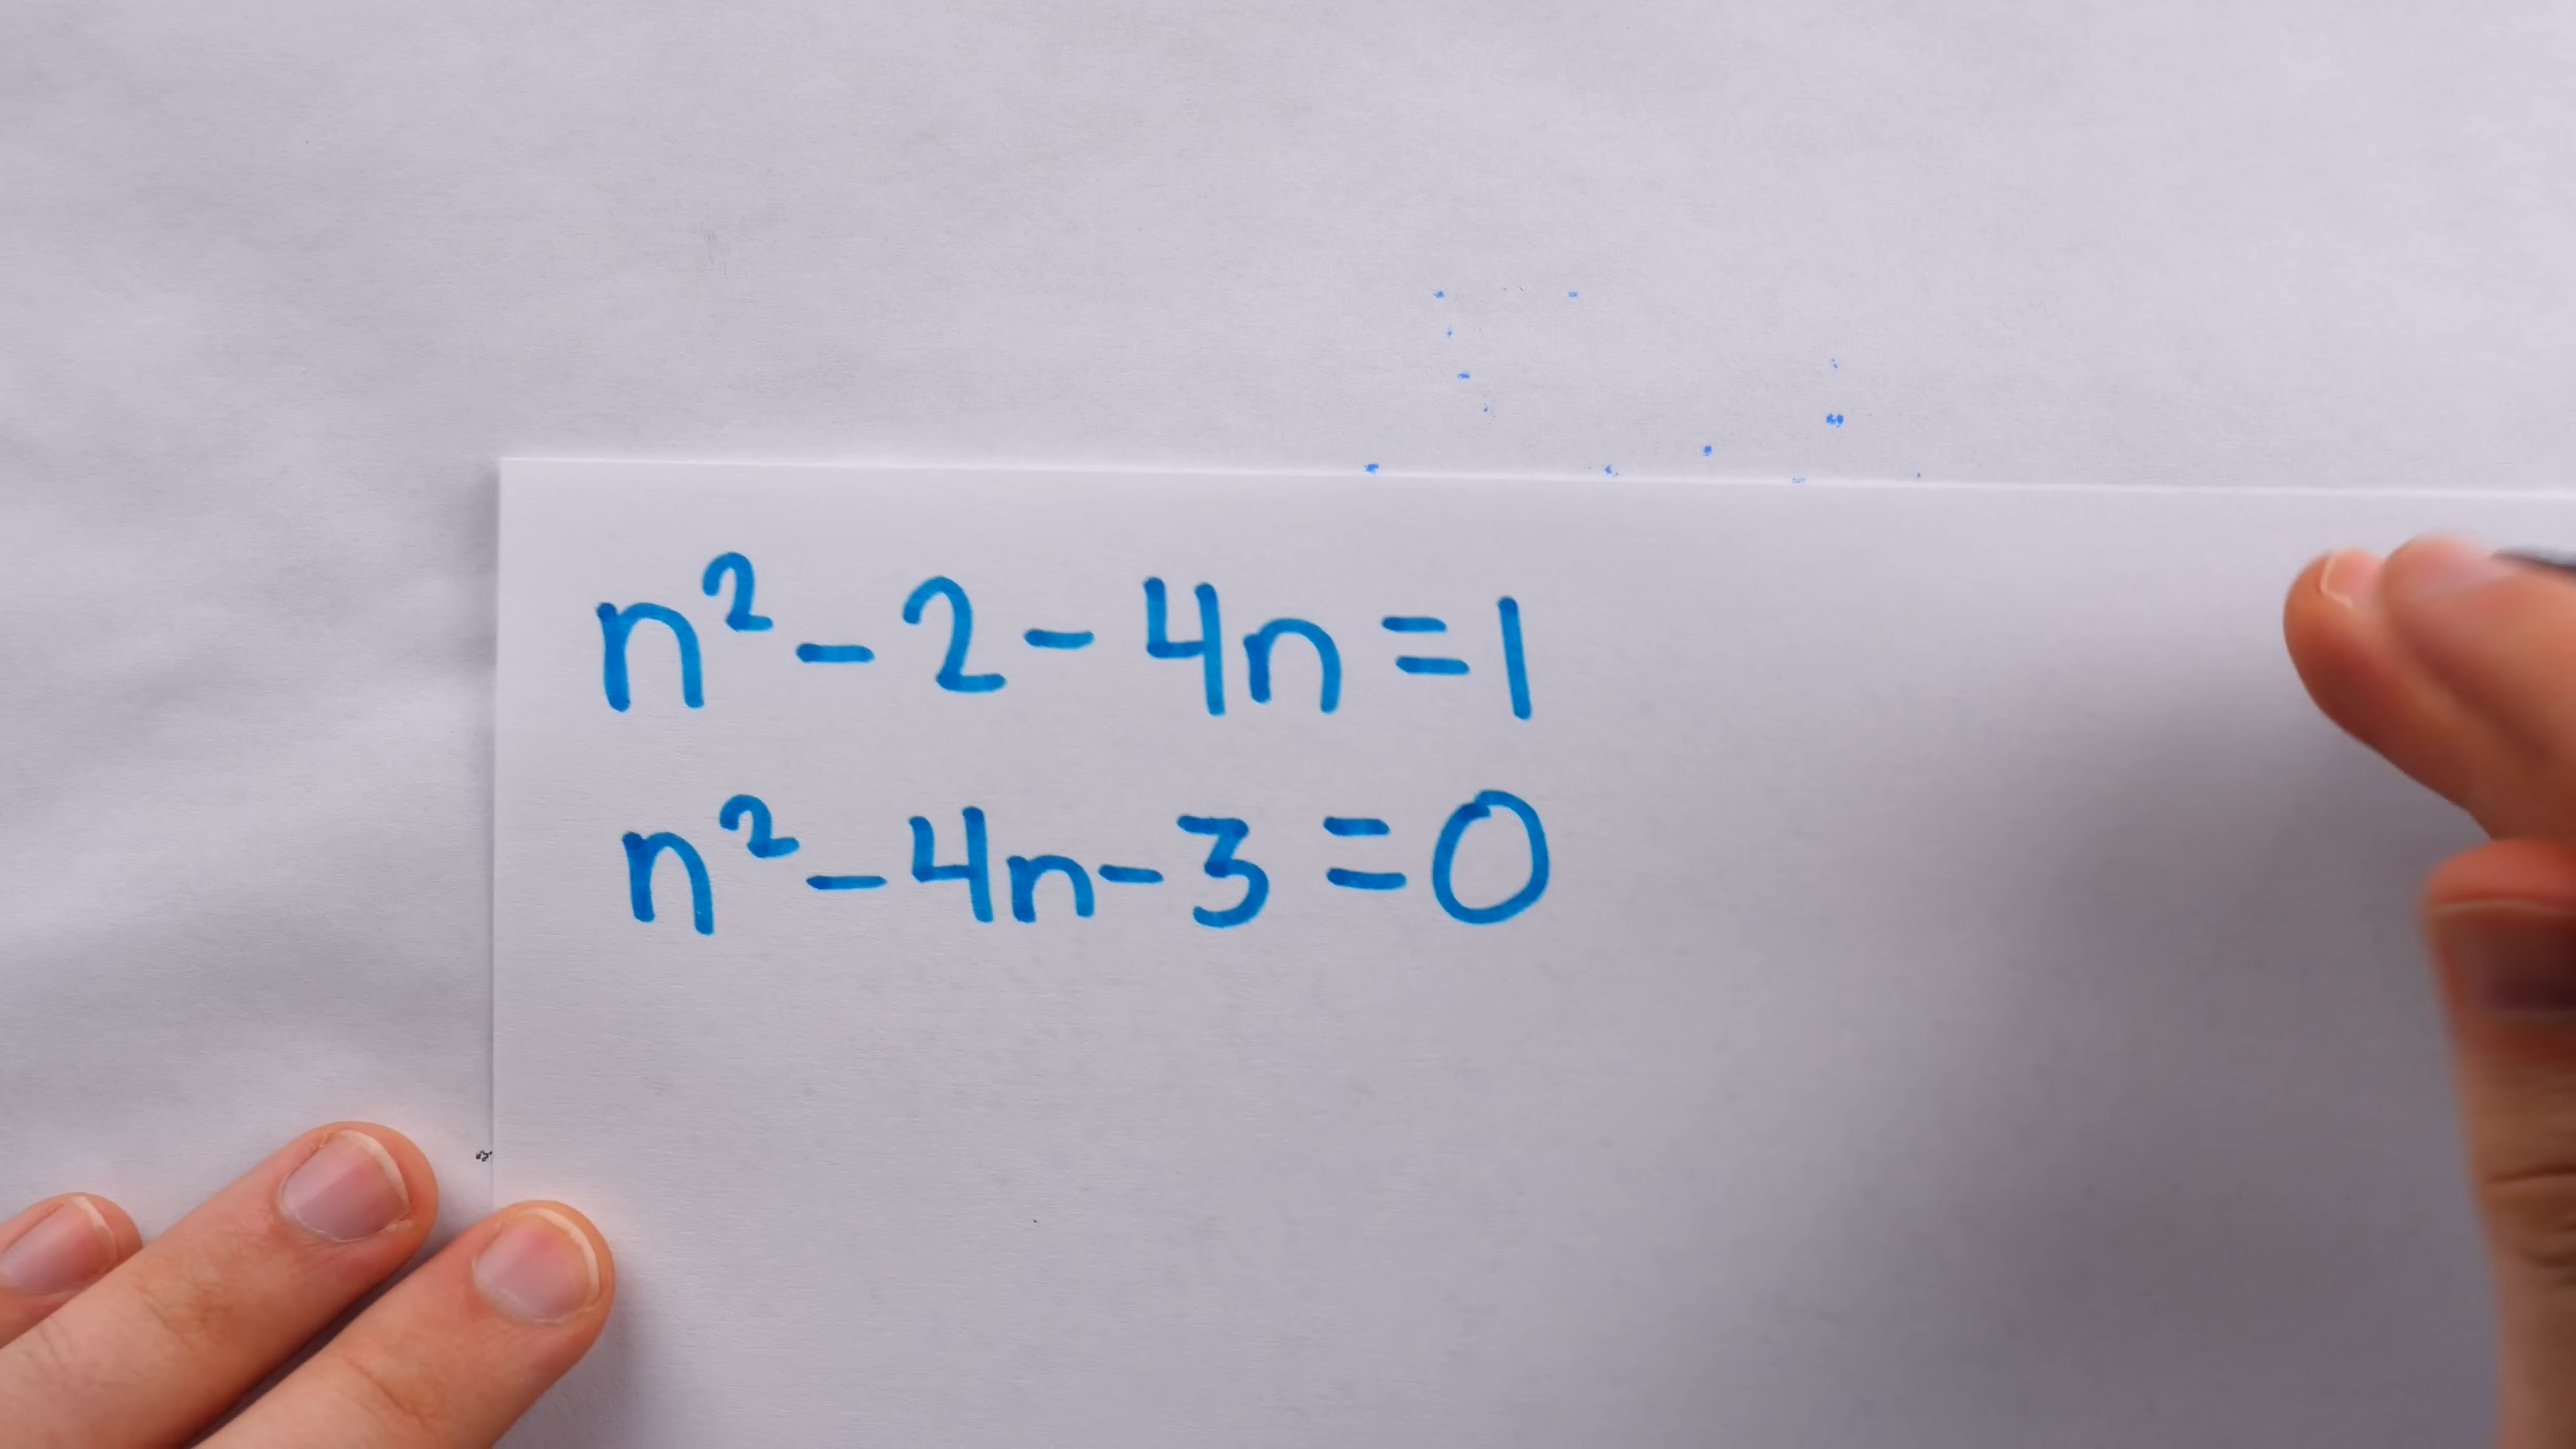 n² - 2 - 4n = 1
n² - 4n - 3 = 0